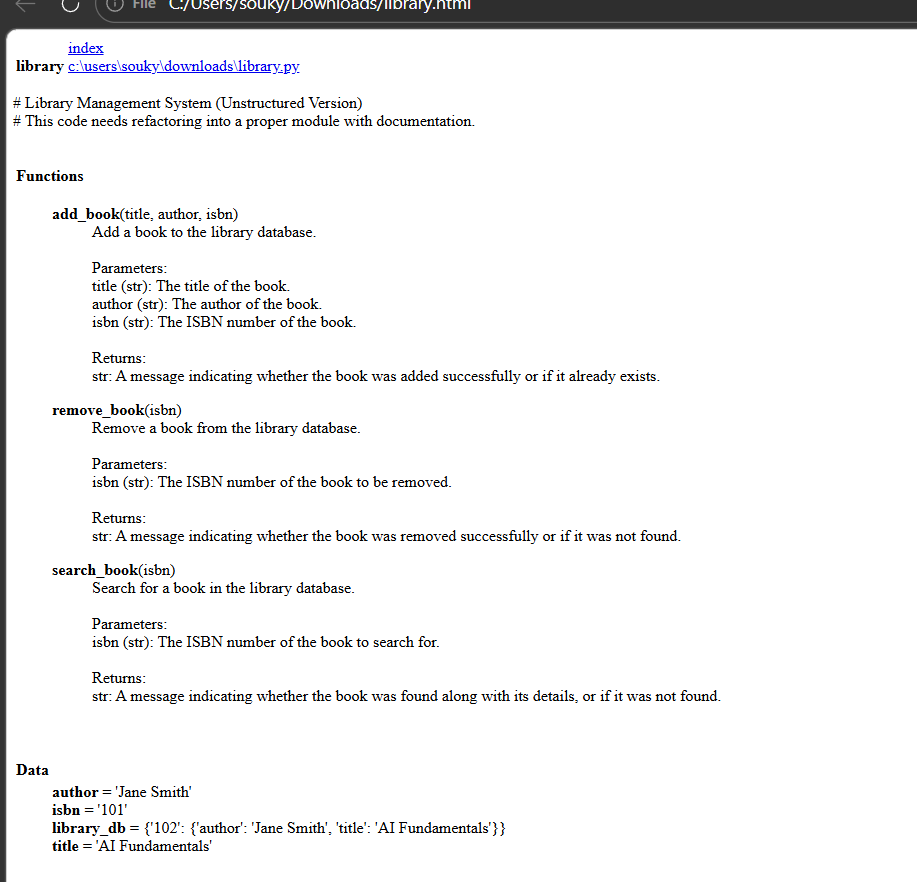 File C:/Users/souky/Downloads/library.html
index
library c:\users\souky\downloads\library.py
# Library Management System (Unstructured Version)
# This code needs refactoring into a proper module with documentation.
Functions
add_book(title, author, isbn)
Add a book to the library database.
Parameters:
title (str): The title of the book.
author (str): The author of the book.
isbn (str): The ISBN number of the book.
Returns:
str: A message indicating whether the book was added successfully or if it already exists.
remove_book(isbn)
Remove a book from the library database.
Parameters:
isbn (str): The ISBN number of the book to be removed.
Returns:
str: A message indicating whether the book was removed successfully or if it was not found.
search_book(isbn)
Search for a book in the library database.
Parameters:
isbn (str): The ISBN number of the book to search for.
Returns:
str: A message indicating whether the book was found along with its details, or if it was not found.
Data
author = 'Jane Smith'
isbn = '101'
library_db = {'102': {'author': 'Jane Smith', 'title': 'AI Fundamentals'}}
title = 'AI Fundamentals'